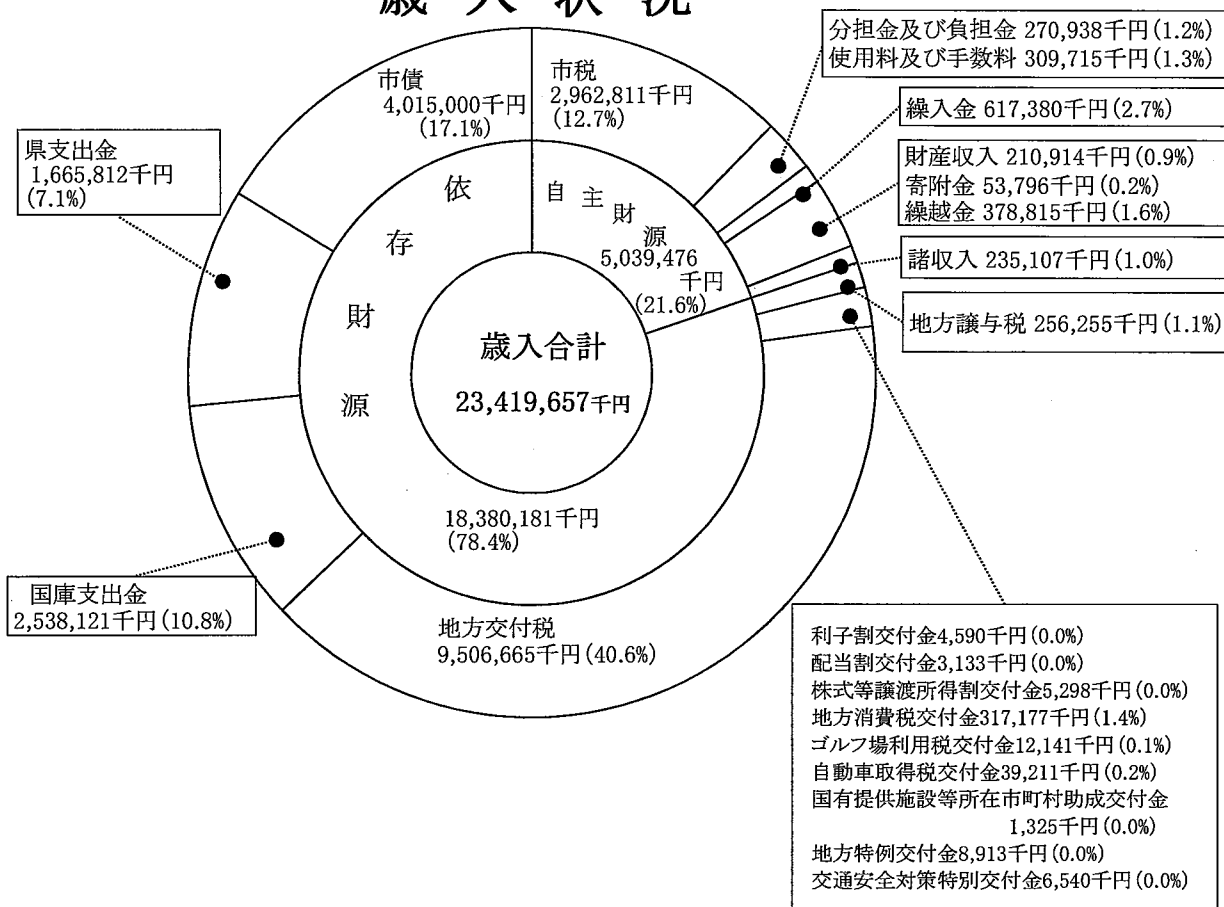 歳入状況
分担金及び負担金 270,938千円(1.2%)
使用料及び手数料 309,715千円(1.3%)
繰入金 617,380千円(2.7%)
財産収入 210,914千円(0.9%)
寄附金 53,796千円(0.2%)
繰越金 378,815千円(1.6%)
諸収入 235,107千円(1.0%)
地方譲与税 256,255千円(1.1%)
市債
4,015,000千円
(17.1%)
市税
2,962,811千円
(12.7%)
県支出金
1,665,812千円
(7.1%)
自主財源
5,039,476
千円
(21.6%)
依存財源
歳入合計
23,419,657千円
18,380,181千円
(78.4%)
国庫支出金
2,538,121千円(10.8%)
地方交付税
9,506,665千円(40.6%)
利子割交付金4,590千円(0.0%)
配当割交付金3,133千円(0.0%)
株式等譲渡所得割交付金5,298千円(0.0%)
地方消費税交付金317,177千円(1.4%)
ゴルフ場利用税交付金12,141千円(0.1%)
自動車取得税交付金39,211千円(0.2%)
国有提供施設等所在市町村助成交付金
1,325千円(0.0%)
地方特例交付金8,913千円(0.0%)
交通安全対策特別交付金6,540千円(0.0%)